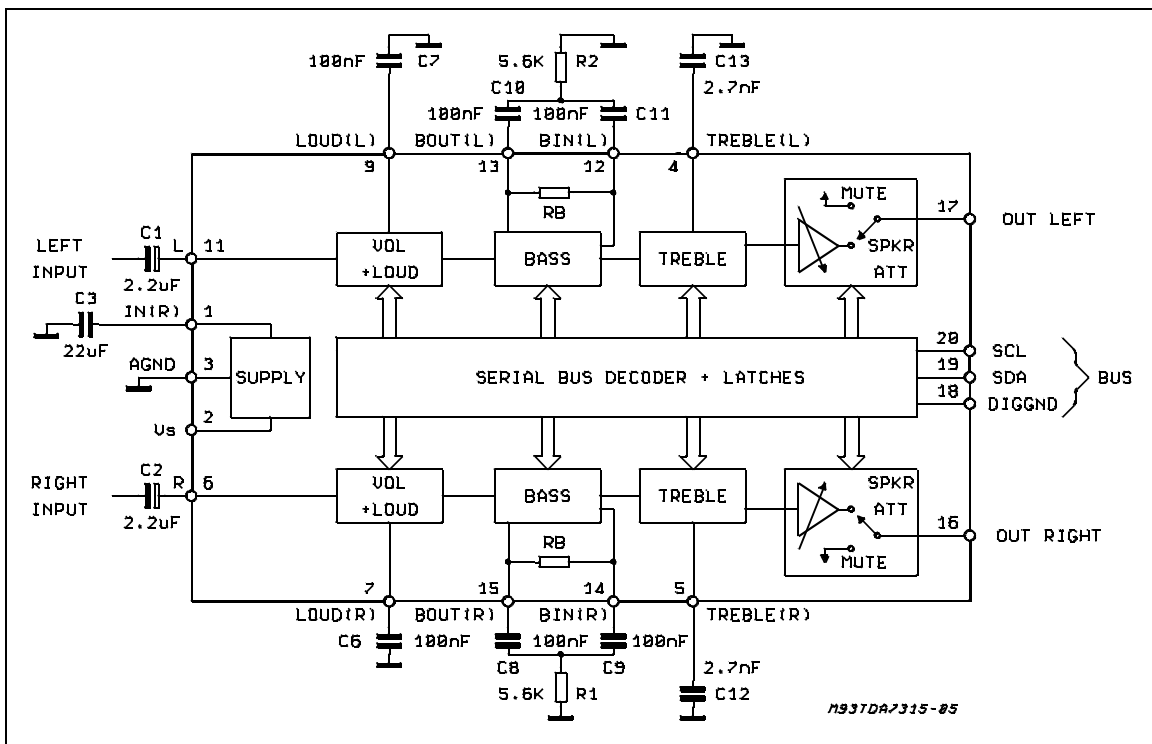 100nF
C7
5.6K
R2
C13
C10
2.7nF
100nF
100nF
C11
LOUD(L)
BOUT(L)
BIN(L)
TREBLE(L)
9
13
12
4
RB
MUTE
17
OUT LEFT
SPKR
ATT
LEFT
INPUT
C1
L
11
2.2uF
VOL
+LOUD
BASS
TREBLE
C3
IN(R)
1
22uF
AGND
3
SUPPLY
Vs
2
SERIAL BUS DECODER + LATCHES
20
SCL
19
SDA
18
DIGGND
BUS
RIGHT
INPUT
C2
R
6
2.2uF
VOL
+LOUD
BASS
TREBLE
SPKR
ATT
16
OUT RIGHT
MUTE
RB
7
15
14
5
LOUD(R)
BOUT(R)
BIN(R)
TREBLE(R)
C6
100nF
100nF
100nF
C8
C9
2.7nF
5.6K
R1
C12
M93TDA7315-05